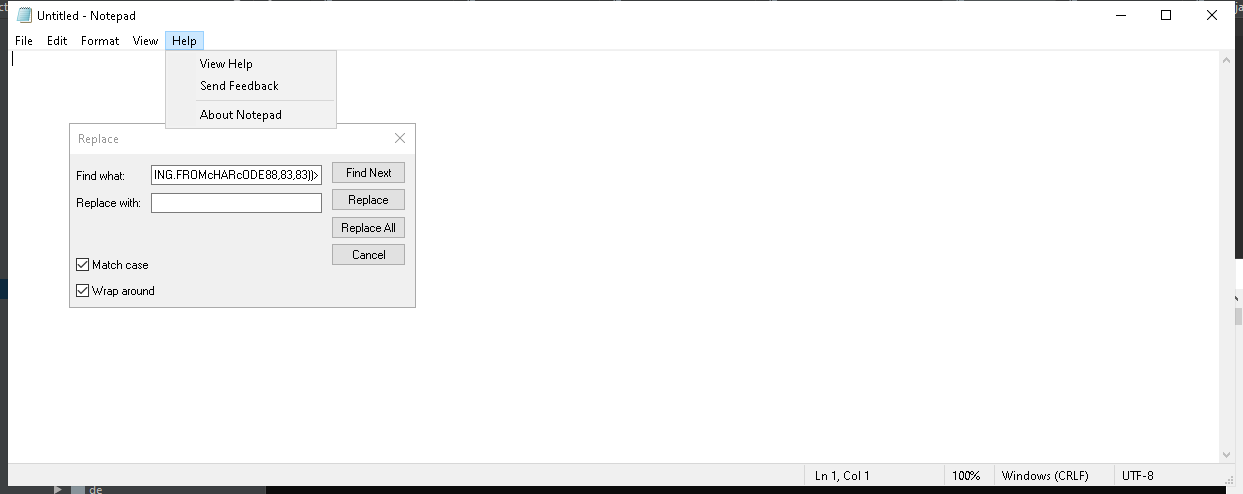 Untitled - Notepad
File Edit Format View Help
View Help
Send Feedback
About Notepad
Replace
Find what: ING.FROMcHARcODE88,83,83))> Find Next
Replace with: Replace
Replace All
Cancel
Match case
Wrap around
Ln 1, Col 1 100% Windows (CRLF) UTF-8
de